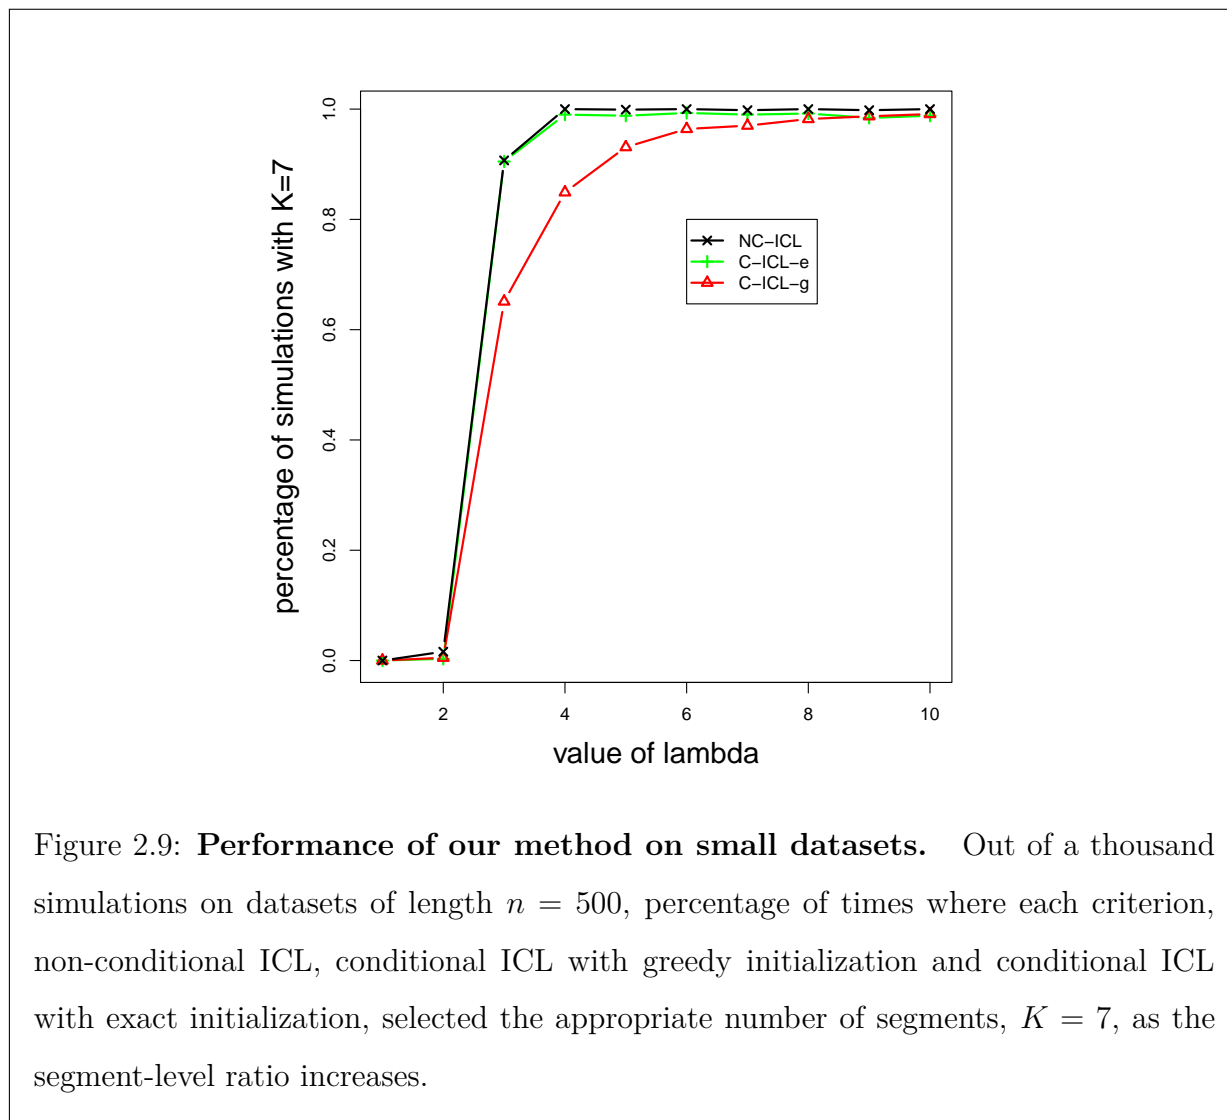 1.0
0.8
0.6
0.4
0.2
0.0
percentage of simulations with K=7
NC−ICL
C−ICL−e
C−ICL−g
2 4 6 8 10
value of lambda
Figure 2.9: Performance of our method on small datasets. Out of a thousand
simulations on datasets of length n = 500, percentage of times where each criterion,
non-conditional ICL, conditional ICL with greedy initialization and conditional ICL
with exact initialization, selected the appropriate number of segments, K = 7, as the
segment-level ratio increases.